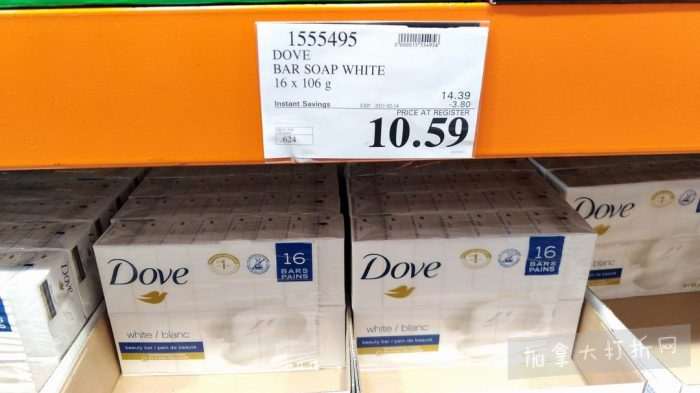 1555495
DOVE
BAR SOAP WHITE
16 x 106 g
14.39
Instant Savings
-3.80
PRICE AT REGISTER
10.59
.624
Dove
16
BARS
PAINS
white / blanc
beauty bar / pain de beauté
Dove
16
BARS
PAINS
white / blanc
beauty bar / pain de beauté
Dove
Dove
加拿大打折网